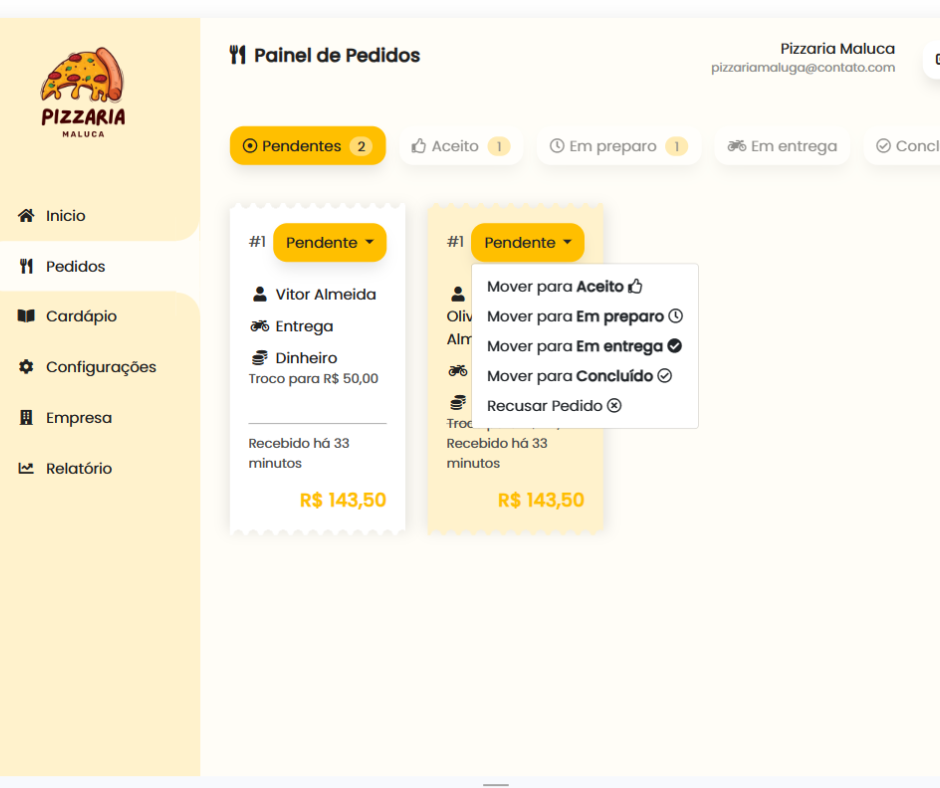 PIZZARIA
MALUCA
Inicio
Pedidos
Cardápio
Configurações
Empresa
Relatório
Painel de Pedidos
Pizzaria Maluca
pizzariamaluga@contato.com
Pendentes 2
Aceito 1
Em preparo 1
Em entrega
Concl
#1 Pendente
Vitor Almeida
Entrega
Dinheiro
Troco para R$ 50,00
Recebido há 33
minutos
R$ 143,50
#1 Pendente
Mover para Aceito
Mover para Em preparo
Mover para Em entrega
Mover para Concluído
Recusar Pedido
Recebido há 33
minutos
R$ 143,50